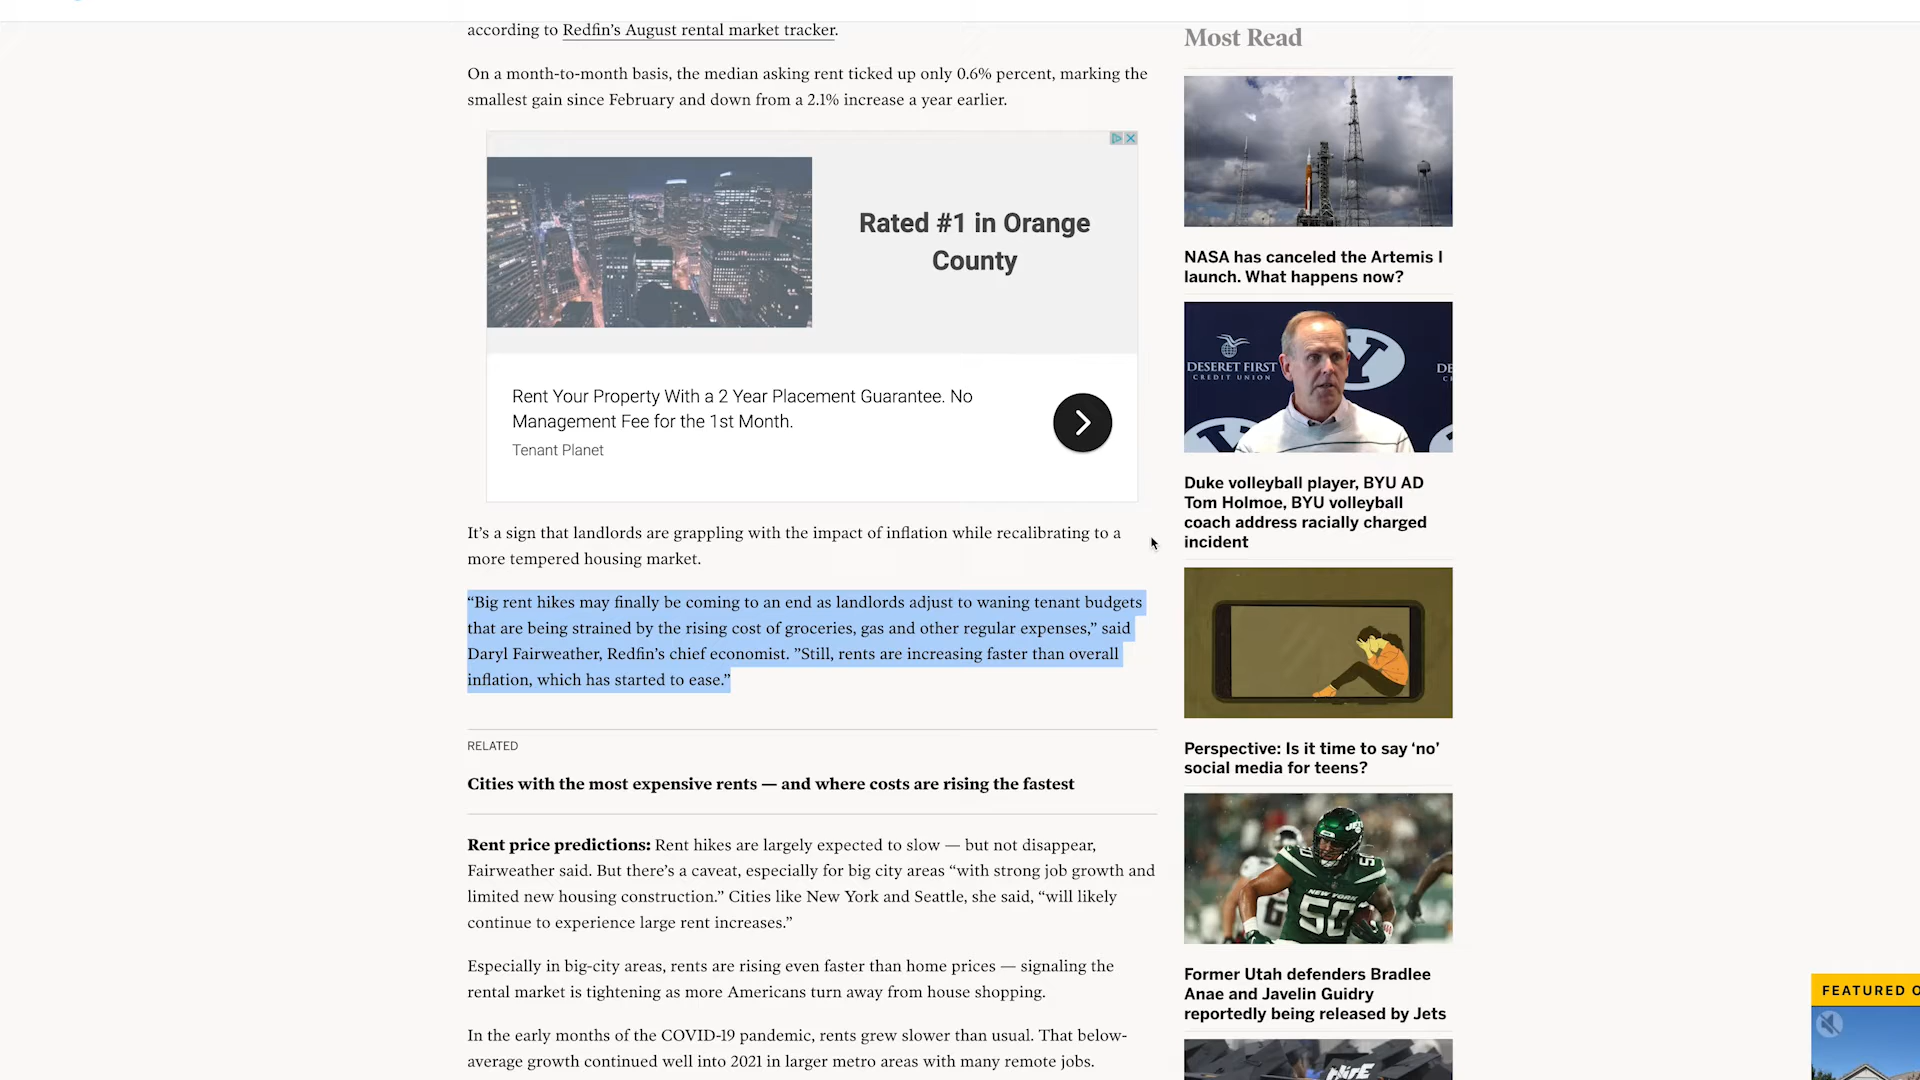 according to Redfin’s August rental market tracker.
On a month-to-month basis, the median asking rent ticked up only 0.6% percent, marking the
smallest gain since February and down from a 2.1% increase a year earlier.
Rated #1 in Orange
County
Rent Your Property With a 2 Year Placement Guarantee. No
Management Fee for the 1st Month.
Tenant Planet
It’s a sign that landlords are grappling with the impact of inflation while recalibrating to a
more tempered housing market.
“Big rent hikes may finally be coming to an end as landlords adjust to waning tenant budgets
that are being strained by the rising cost of groceries, gas and other regular expenses,” said
Daryl Fairweather, Redfin’s chief economist. ”Still, rents are increasing faster than overall
inflation, which has started to ease.”
RELATED
Cities with the most expensive rents — and where costs are rising the fastest
Rent price predictions: Rent hikes are largely expected to slow — but not disappear,
Fairweather said. But there’s a caveat, especially for big city areas “with strong job growth and
limited new housing construction.” Cities like New York and Seattle, she said, “will likely
continue to experience large rent increases.”
Especially in big-city areas, rents are rising even faster than home prices — signaling the
rental market is tightening as more Americans turn away from house shopping.
In the early months of the COVID-19 pandemic, rents grew slower than usual. That below-
average growth continued well into 2021 in larger metro areas with many remote jobs.
Most Read
NASA has canceled the Artemis I
launch. What happens now?
DESERET FIRST
CREDIT UNION
Y
DE
C
Duke volleyball player, BYU AD
Tom Holmoe, BYU volleyball
coach address racially charged
incident
Perspective: Is it time to say ‘no’
social media for teens?
JETS
NEW YORK
50
50
6
Former Utah defenders Bradlee
Anae and Javelin Guidry
reportedly being released by Jets
FEATURED O